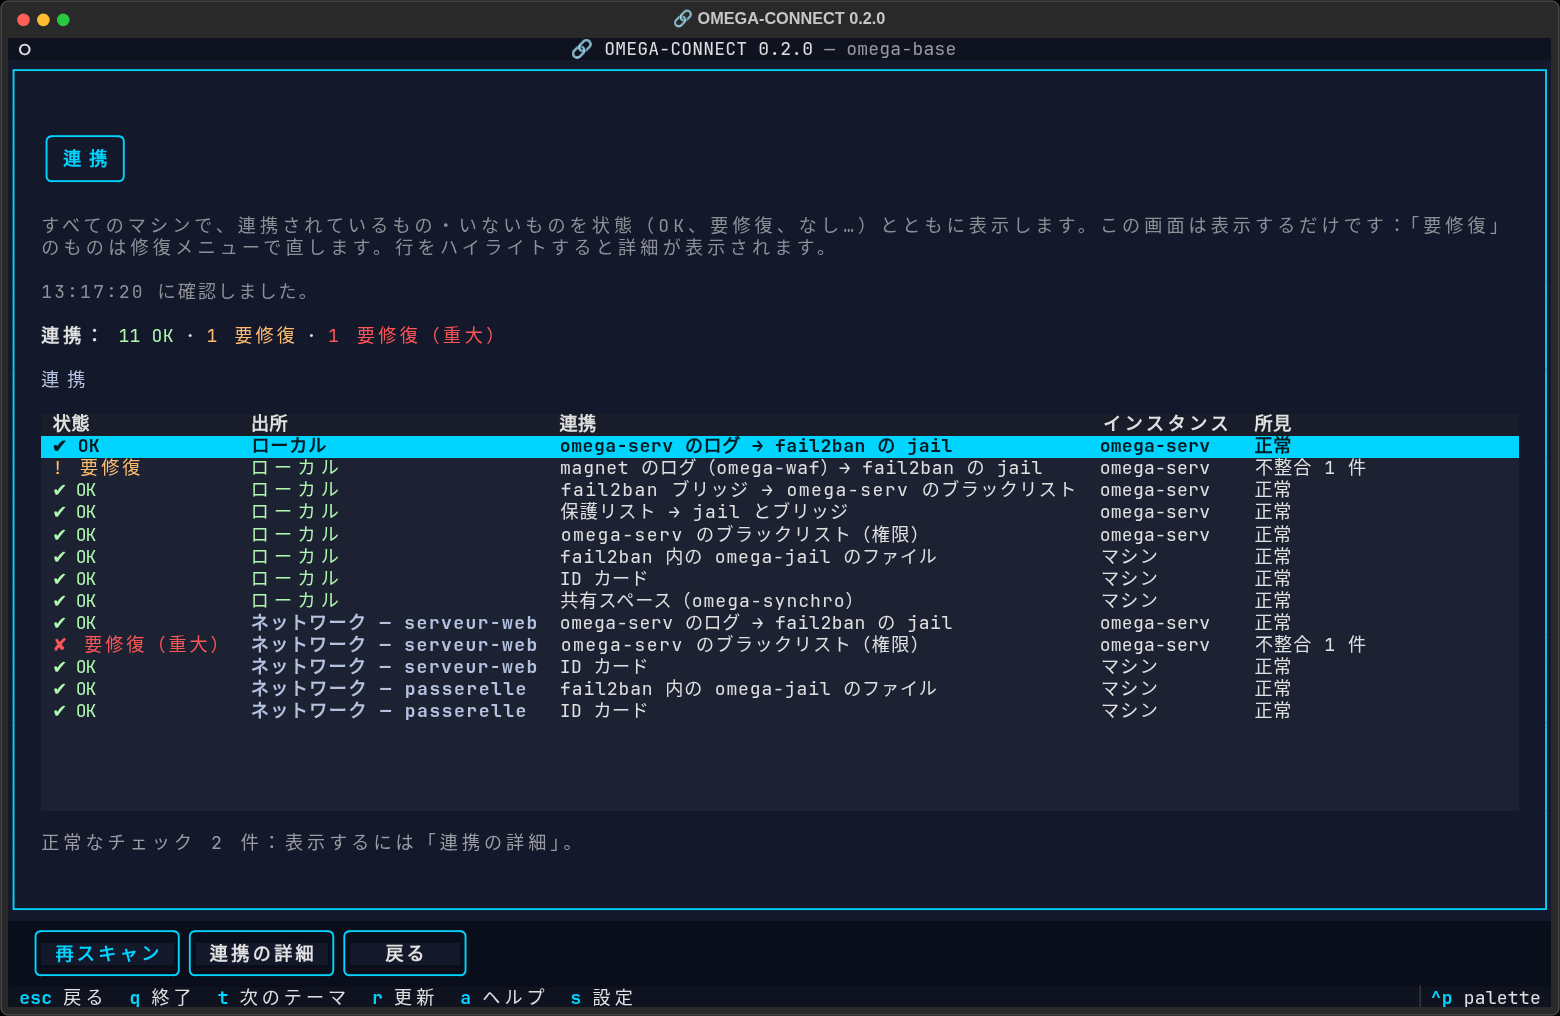 🔗 OMEGA-CONNECT 0.2.0
🔗 OMEGA-CONNECT 0.2.0 — omega-base
連携
すべてのマシンで、連携されているもの・いないものを状態（OK、要修復、なし…）とともに表示します。この画面は表示するだけです：「要修復」
のものは修復メニューで直します。行をハイライトすると詳細が表示されます。
13:17:20 に確認しました。
連携： 11 OK · 1 要修復 · 1 要修復（重大）
連携
状態 出所 連携 インスタンス 所見
✔ OK ローカル omega-serv のログ → fail2ban の jail omega-serv 正常
! 要修復 ローカル magnet のログ（omega-waf）→ fail2ban の jail omega-serv 不整合 1 件
✔ OK ローカル fail2ban ブリッジ → omega-serv のブラックリスト omega-serv 正常
✔ OK ローカル 保護リスト → jail とブリッジ omega-serv 正常
✔ OK ローカル omega-serv のブラックリスト（権限） omega-serv 正常
✔ OK ローカル fail2ban 内の omega-jail のファイル マシン 正常
✔ OK ローカル ID カード マシン 正常
✔ OK ローカル 共有スペース（omega-synchro） マシン 正常
✔ OK ネットワーク — serveur-web omega-serv のログ → fail2ban の jail omega-serv 正常
✘ 要修復（重大） ネットワーク — serveur-web omega-serv のブラックリスト（権限） omega-serv 不整合 1 件
✔ OK ネットワーク — serveur-web ID カード マシン 正常
✔ OK ネットワーク — passerelle fail2ban 内の omega-jail のファイル マシン 正常
✔ OK ネットワーク — passerelle ID カード マシン 正常
正常なチェック 2 件：表示するには「連携の詳細」。
再スキャン 連携の詳細 戻る
esc 戻る q 終了 t 次のテーマ r 更新 a ヘルプ s 設定 ^p palette